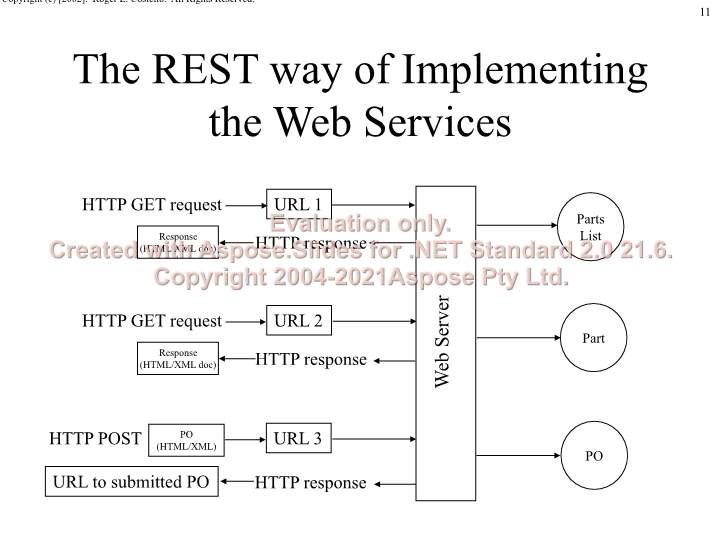 Copyright (c) [2002]. Roger L. Costello. All Rights Reserved.
11
The REST way of Implementing
the Web Services
HTTP GET request
URL 1
Response
(HTML/XML doc)
HTTP response
Parts
List
Evaluation only.
Created with Aspose.Slides for .NET Standard 2.0 21.6.
Copyright 2004-2021Aspose Pty Ltd.
HTTP GET request
URL 2
Response
(HTML/XML doc)
HTTP response
Web Server
Part
HTTP POST
PO
(HTML/XML)
URL 3
URL to submitted PO
HTTP response
PO